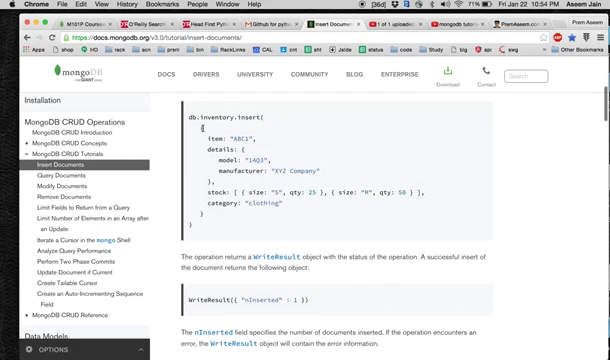 Chrome File Edit View History Bookmarks People Window Help
[36d] 71% Fri Jan 22 10:54 PM Aseem Jain
M101P Course O'Reilly Search Head First Pyth Github for pytho Insert Documen 1 of 1 uploaded mongodb tutoria PremAseem.com Prem Aseem
https://docs.mongodb.org/v3.0/tutorial/insert-documents/
Apps shop HO rack scn bin RackLinks CAL int code Study api swg Other Bookmarks
mongoDB
DOCS DRIVERS UNIVERSITY COMMUNITY BLOG ENTERPRISE Download Contact Search
Installation
MongoDB CRUD Operations
MongoDB CRUD Introduction
+ MongoDB CRUD Concepts
− MongoDB CRUD Tutorials
Insert Documents
Query Documents
Modify Documents
Remove Documents
Limit Fields to Return from a Query
Limit Number of Elements in an Array after
an Update
Iterate a Cursor in the mongo Shell
Analyze Query Performance
Perform Two Phase Commits
Update Document if Current
Create Tailable Cursor
Create an Auto-Incrementing Sequence
Field
+ MongoDB CRUD Reference
Data Models
OPTIONS
db.inventory.insert(
{
item: "ABC1",
details: {
model: "14Q3",
manufacturer: "XYZ Company"
},
stock: [ { size: "S", qty: 25 }, { size: "M", qty: 50 } ],
category: "clothing"
}
)
The operation returns a WriteResult object with the status of the operation. A successful insert of
the document returns the following object:
WriteResult({ "nInserted" : 1 })
The nInserted field specifies the number of documents inserted. If the operation encounters an
error, the WriteResult object will contain the error information.